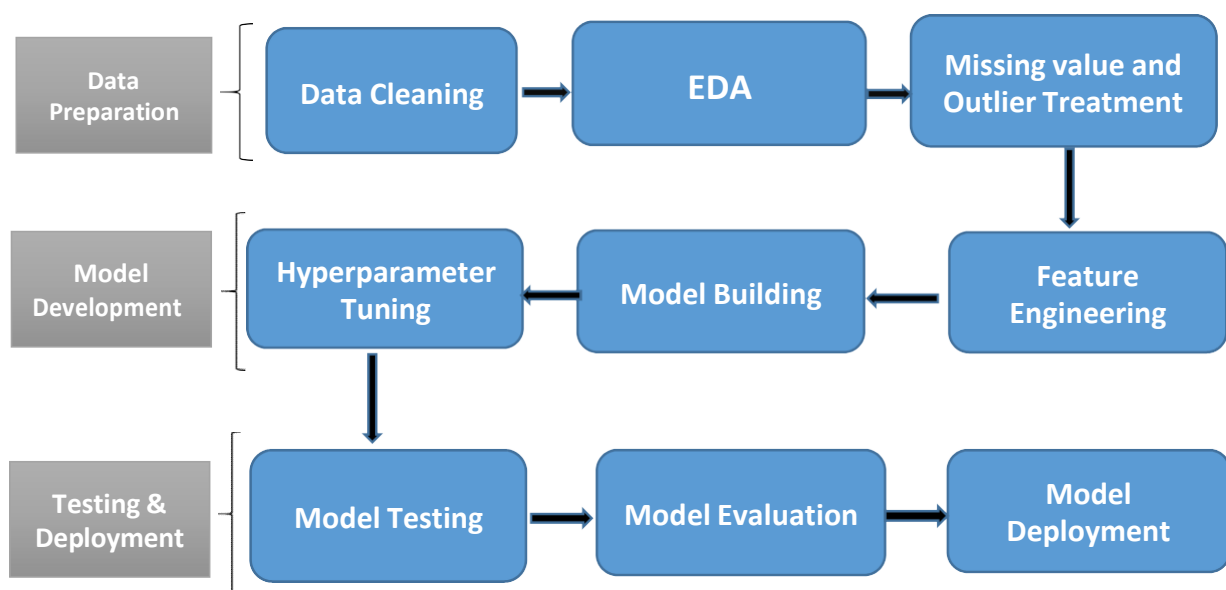 Data
Preparation
Data Cleaning
EDA
Missing value and
Outlier Treatment
Model
Development
Hyperparameter
Tuning
Model Building
Feature
Engineering
Testing &
Deployment
Model Testing
Model Evaluation
Model
Deployment